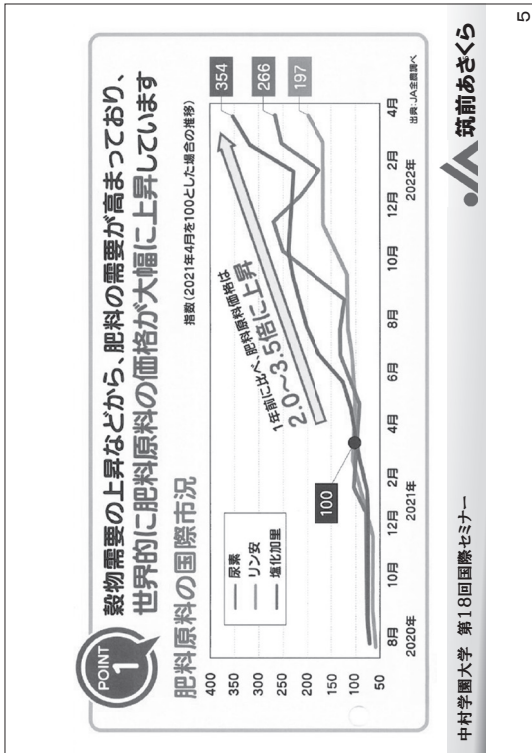 POINT
1
穀物需要の上昇などから、肥料の需要が高まっており、
世界的に肥料原料の価格が大幅に上昇しています
肥料原料の国際市況
指数(2021年4月を100とした場合の推移)
400
350
300
250
200
150
100
50
尿素
リン安
塩化加里
100
1年前に比べ、肥料原料価格は
2.0～3.5倍に上昇
354
266
197
8月
10月
12月
2月
4月
6月
8月
10月
12月
2月
4月
2020年
2021年
2022年
出典:JA全農調べ
中村学園大学 第18回国際セミナー
筑前あさくら
5